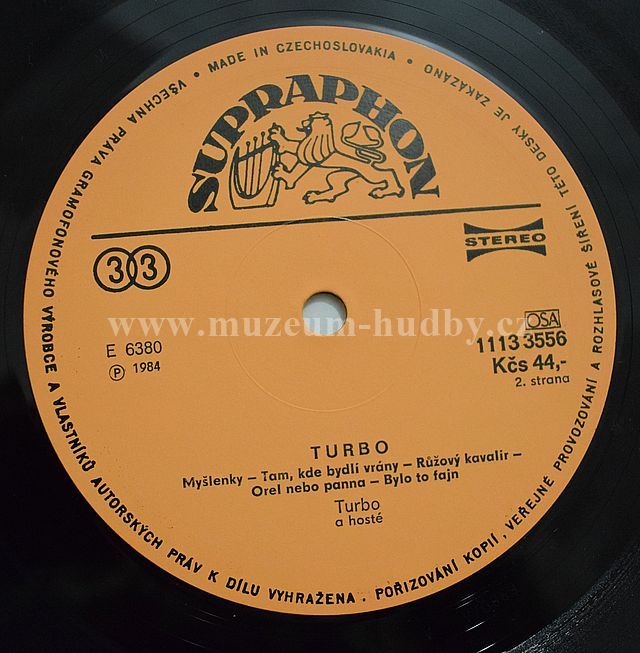 VŠECHNA PRÁVA GRAMOFONOVÉHO VÝROBCE A VLASTNÍKŮ AUTORSKÝCH PRÁV K DÍLU VYHRAŽENA . POŘIZOVÁNÍ KOPIÍ, VEŘEJNÉ PROVOZOVÁNÍ A ROZHLASOVÉ ŠÍŘENÍ TÉTO DESKY JE ZAKÁZÁNO • MADE IN CZECHOSLOVAKIA •
SUPRAPHON
STEREO
33
www.muzeum-hudby.cz
OSA
E 6380
1113 3556
Ⓟ 1984
Kčs 44,-
2. strana
TURBO
Myšlenky – Tam, kde bydlí vrány – Růžový kavalír –
Orel nebo panna – Bylo to fajn
Turbo
a hosté